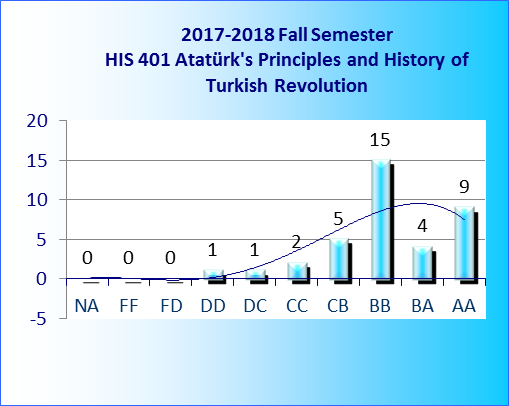 2017-2018 Fall Semester
HIS 401 Atatürk's Principles and History of
Turkish Revolution
20
15
10
5
0
-5
0 0 0 1 1 2 5 15 4 9
NA FF FD DD DC CC CB BB BA AA